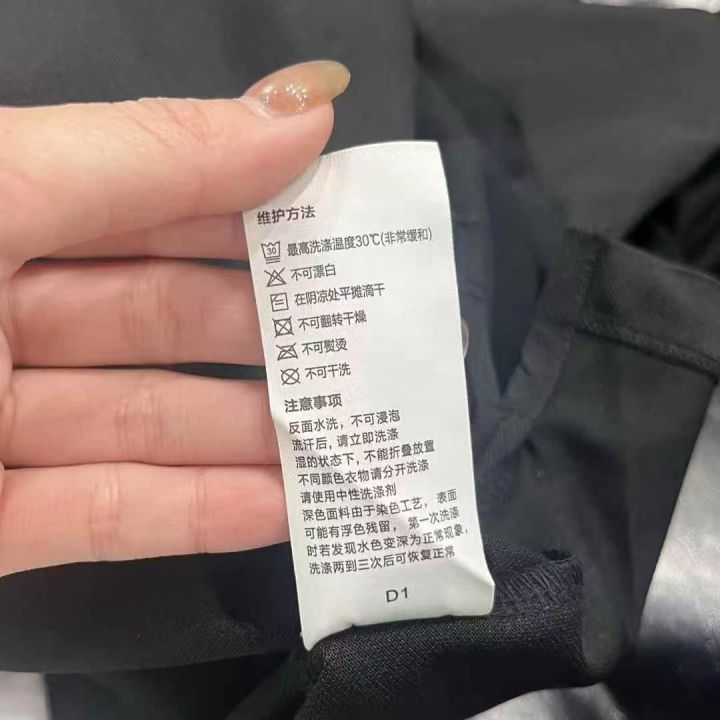 维护方法
30 最高洗涤温度30℃(非常缓和)
不可漂白
在阴凉处平摊滴干
不可翻转干燥
不可熨烫
不可干洗
注意事项
反面水洗，不可浸泡
流汗后, 请立即洗涤
湿的状态下, 不能折叠放置
不同颜色衣物请分开洗涤
请使用中性洗涤剂
深色面料由于染色工艺，表面
可能有浮色残留，第一次洗涤
时若发现水色变深为正常现象,
洗涤两到三次后可恢复正常
D1